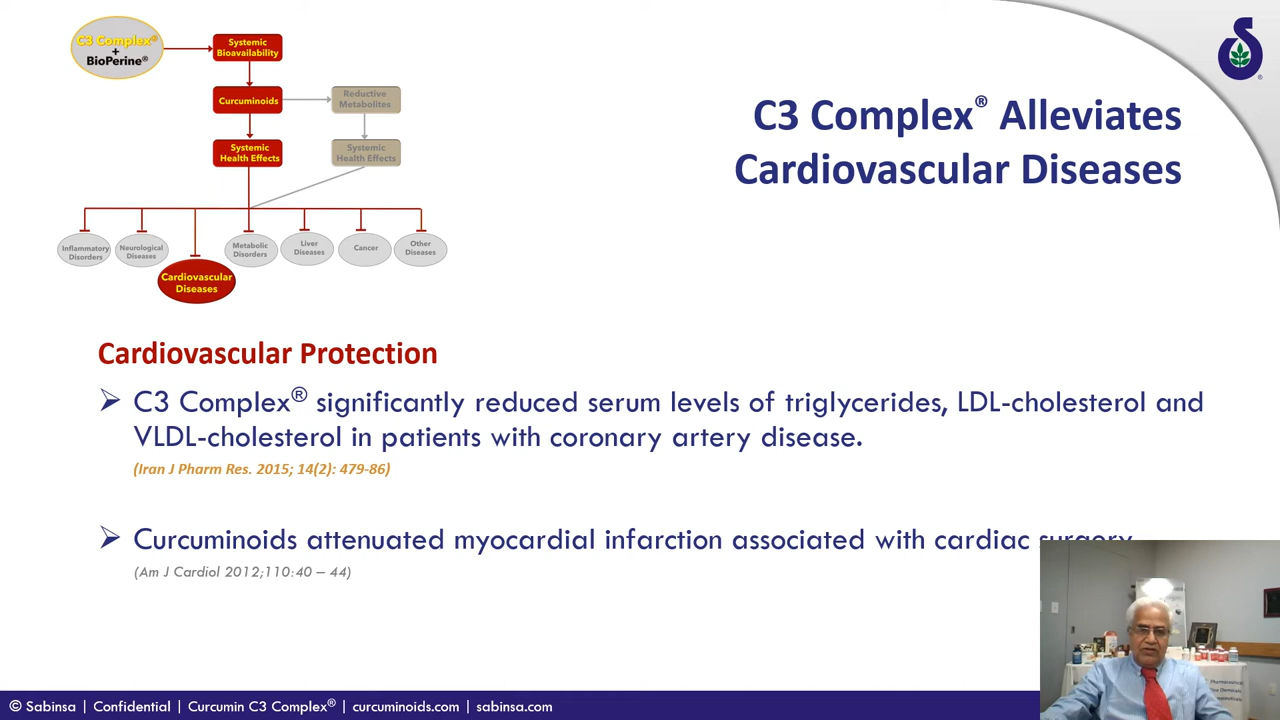 C3 Complex®
+
BioPerine®
Systemic
Bioavailability
Curcuminoids
Reductive
Metabolites
Systemic
Health Effects
Systemic
Health Effects
Inflammatory
Disorders
Neurological
Diseases
Cardiovascular
Diseases
Metabolic
Disorders
Liver
Diseases
Cancer
Other
Diseases
C3 Complex® Alleviates
Cardiovascular Diseases
®
Cardiovascular Protection
➢ C3 Complex® significantly reduced serum levels of triglycerides, LDL-cholesterol and
VLDL-cholesterol in patients with coronary artery disease.
(Iran J Pharm Res. 2015; 14(2): 479-86)
➢ Curcuminoids attenuated myocardial infarction associated with cardiac surgery
(Am J Cardiol 2012;110:40 – 44)
Pharmaceutical
© Sabinsa | Confidential | Curcumin C3 Complex® | curcuminoids.com | sabinsa.com